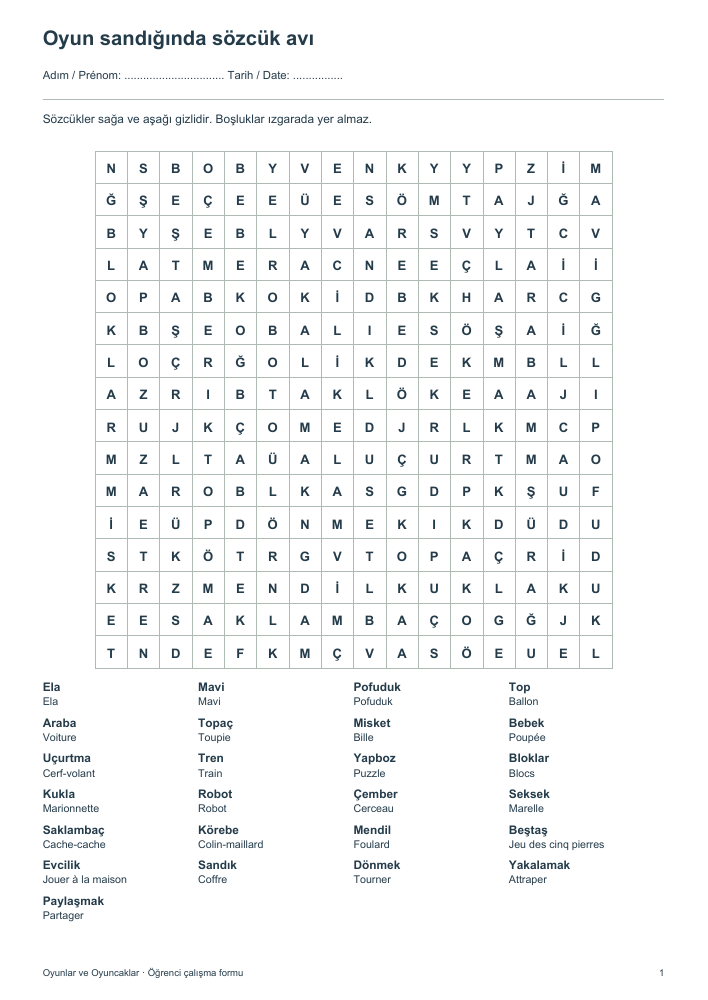 Oyun sandığında sözcük avı
Adım / Prénom: ................................ Tarih / Date: ...............
Sözcükler sağa ve aşağı gizlidir. Boşluklar ızgarada yer almaz.
N S B O B Y V E N K Y Y P Z İ M
Ğ Ş E Ç E E Ü E S Ö M T A J Ğ A
B Y Ş E B L Y V A R S V Y T C V
L A T M E R A C N E E Ç L A İ İ
O P A B K O K İ D B K H A R C G
K B Ş E O B A L I E S Ö Ş A İ Ğ
L O Ç R Ğ O L İ K D E K M B L L
A Z R I B T A K L Ö K E A A J I
R U J K Ç O M E D J R L K M C P
M Z L T A Ü A L U Ç U R T M A O
M A R O B L K A S G D P K Ş U F
İ E Ü P D Ö N M E K I K D Ü D U
S T K Ö T R G V T O P A Ç R İ D
K R Z M E N D İ L K U K L A K U
E E S A K L A M B A Ç O G Ğ J K
T N D E F K M Ç V A S Ö E U E L
Ela Mavi Pofuduk Top
Ela Mavi Pofuduk Ballon
Araba Topaç Misket Bebek
Voiture Toupie Bille Poupée
Uçurtma Tren Yapboz Bloklar
Cerf-volant Train Puzzle Blocs
Kukla Robot Çember Seksek
Marionnette Robot Cerceau Marelle
Saklambaç Körebe Mendil Beştaş
Cache-cache Colin-maillard Foulard Jeu des cinq pierres
Evcilik Sandık Dönmek Yakalamak
Jouer à la maison Coffre Tourner Attraper
Paylaşmak
Partager
Oyunlar ve Oyuncaklar · Öğrenci çalışma formu 1